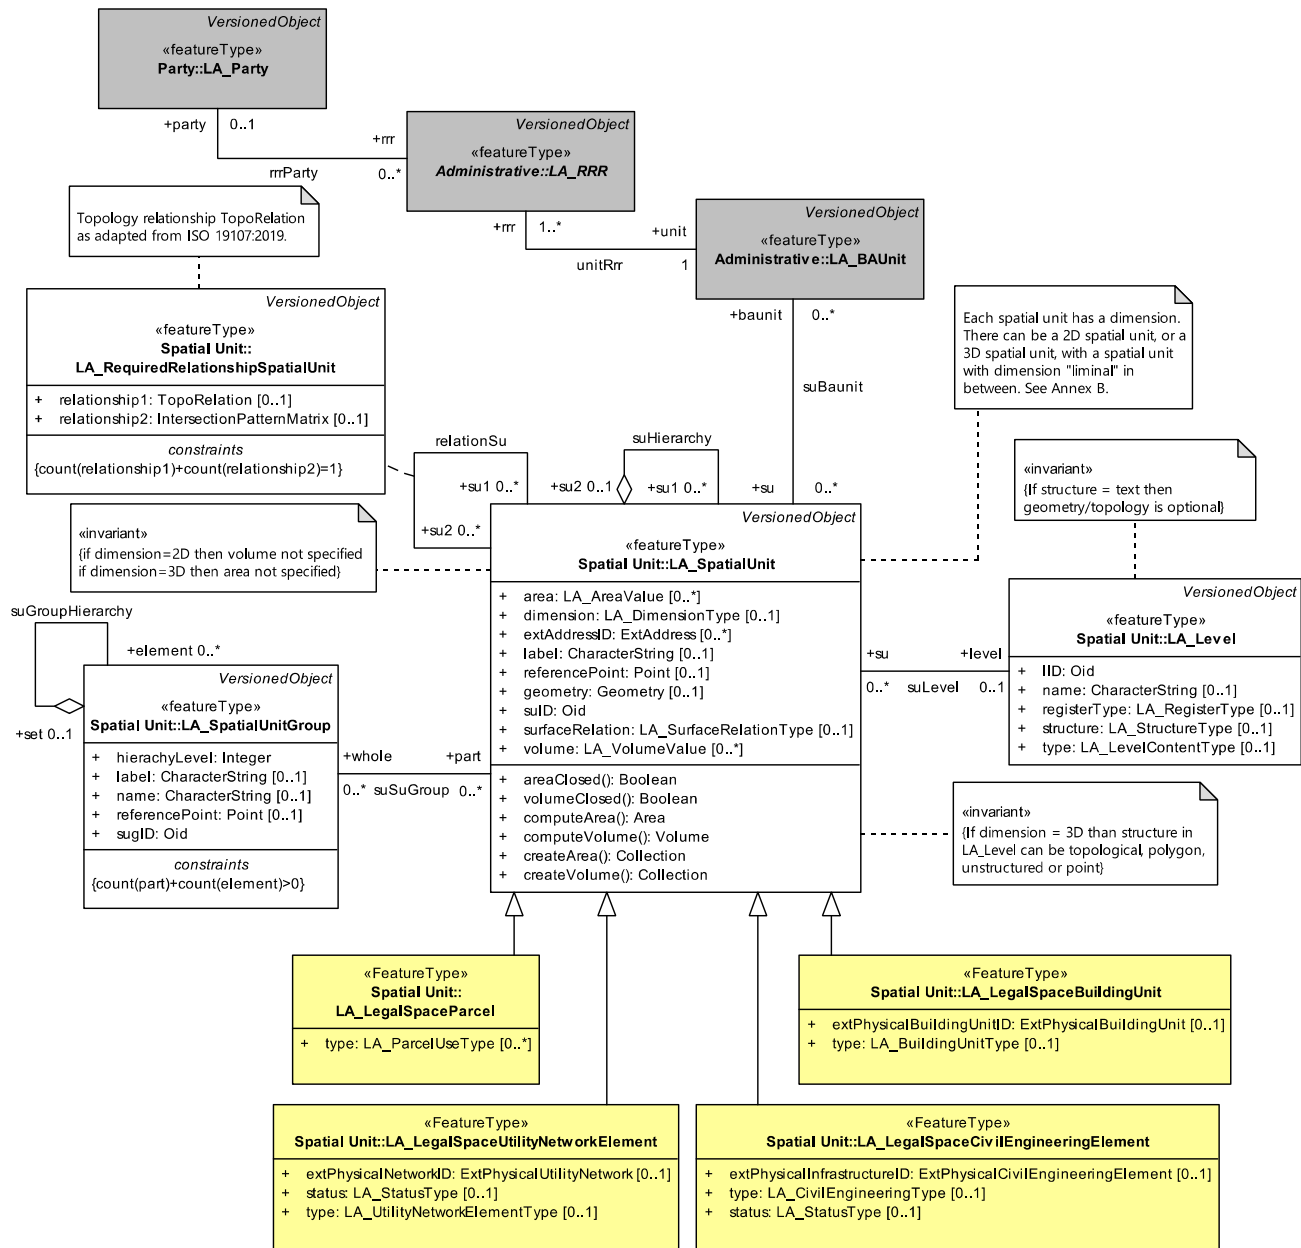 VersionedObject
«featureType»
Party::LA_Party
+party
0..1
rrrParty
+rrr
0..*
VersionedObject
«featureType»
Administrative::LA_RRR
+rrr
1..*
unitRrr
+unit
1
VersionedObject
«featureType»
Administrative::LA_BAUnit
+baunit
0..*
suBaunit
+su
0..*
Topology relationship TopoRelation
as adapted from ISO 19107:2019.
VersionedObject
«featureType»
Spatial Unit::
LA_RequiredRelationshipSpatialUnit
+ relationship1: TopoRelation [0..1]
+ relationship2: IntersectionPatternMatrix [0..1]
constraints
{count(relationship1)+count(relationship2)=1}
Each spatial unit has a dimension.
There can be a 2D spatial unit, or a
3D spatial unit, with a spatial unit
with dimension "liminal" in
between. See Annex B.
relationSu
+su1 0..*
+su2 0..*
suHierarchy
+su2 0..1
+su1 0..*
«invariant»
{If structure = text then
geometry/topology is optional}
«invariant»
{if dimension=2D then volume not specified
if dimension=3D then area not specified}
VersionedObject
«featureType»
Spatial Unit::LA_SpatialUnit
+ area: LA_AreaValue [0..*]
+ dimension: LA_DimensionType [0..1]
+ extAddressID: ExtAddress [0..*]
+ label: CharacterString [0..1]
+ referencePoint: Point [0..1]
+ geometry: Geometry [0..1]
+ suID: Oid
+ surfaceRelation: LA_SurfaceRelationType [0..1]
+ volume: LA_VolumeValue [0..*]
+ areaClosed(): Boolean
+ volumeClosed(): Boolean
+ computeArea(): Area
+ computeVolume(): Volume
+ createArea(): Collection
+ createVolume(): Collection
+su
0..*
suLevel
+level
0..1
VersionedObject
«featureType»
Spatial Unit::LA_Level
+ lID: Oid
+ name: CharacterString [0..1]
+ registerType: LA_RegisterType [0..1]
+ structure: LA_StructureType [0..1]
+ type: LA_LevelContentType [0..1]
suGroupHierarchy
+element 0..*
+set 0..1
VersionedObject
«featureType»
Spatial Unit::LA_SpatialUnitGroup
+ hierachyLevel: Integer
+ label: CharacterString [0..1]
+ name: CharacterString [0..1]
+ referencePoint: Point [0..1]
+ sugID: Oid
constraints
{count(part)+count(element)>0}
+whole
0..*
suSuGroup
+part
0..*
«invariant»
{If dimension = 3D than structure in
LA_Level can be topological, polygon,
unstructured or point}
«FeatureType»
Spatial Unit::
LA_LegalSpaceParcel
+ type: LA_ParcelUseType [0..*]
«FeatureType»
Spatial Unit::LA_LegalSpaceBuildingUnit
+ extPhysicalBuildingUnitID: ExtPhysicalBuildingUnit [0..1]
+ type: LA_BuildingUnitType [0..1]
«FeatureType»
Spatial Unit::LA_LegalSpaceUtilityNetworkElement
+ extPhysicalNetworkID: ExtPhysicalUtilityNetwork [0..1]
+ status: LA_StatusType [0..1]
+ type: LA_UtilityNetworkElementType [0..1]
«FeatureType»
Spatial Unit::LA_LegalSpaceCivilEngineeringElement
+ extPhysicalInfrastructureID: ExtPhysicalCivilEngineeringElement [0..1]
+ type: LA_CivilEngineeringType [0..1]
+ status: LA_StatusType [0..1]